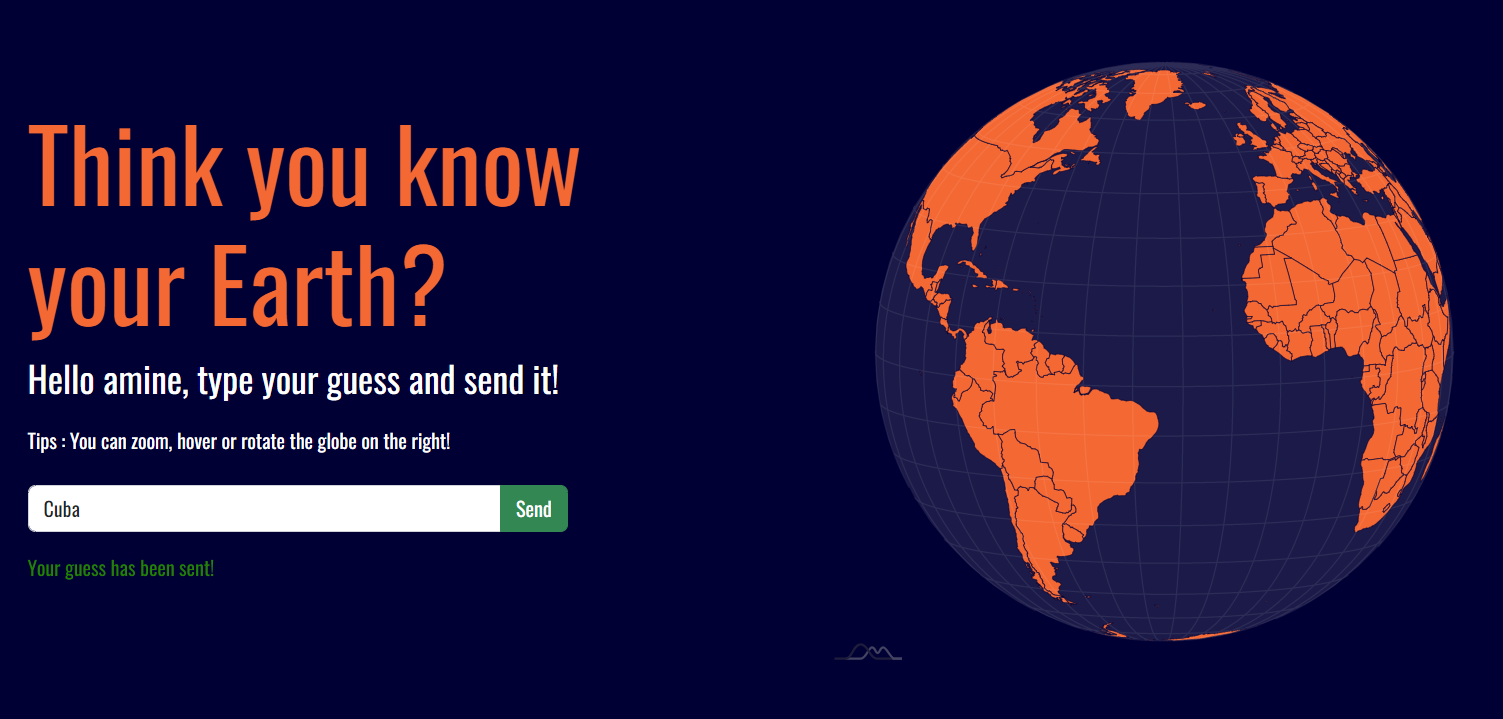 Think you know
your Earth?
Hello amine, type your guess and send it!
Tips : You can zoom, hover or rotate the globe on the right!
Cuba
Send
Your guess has been sent!